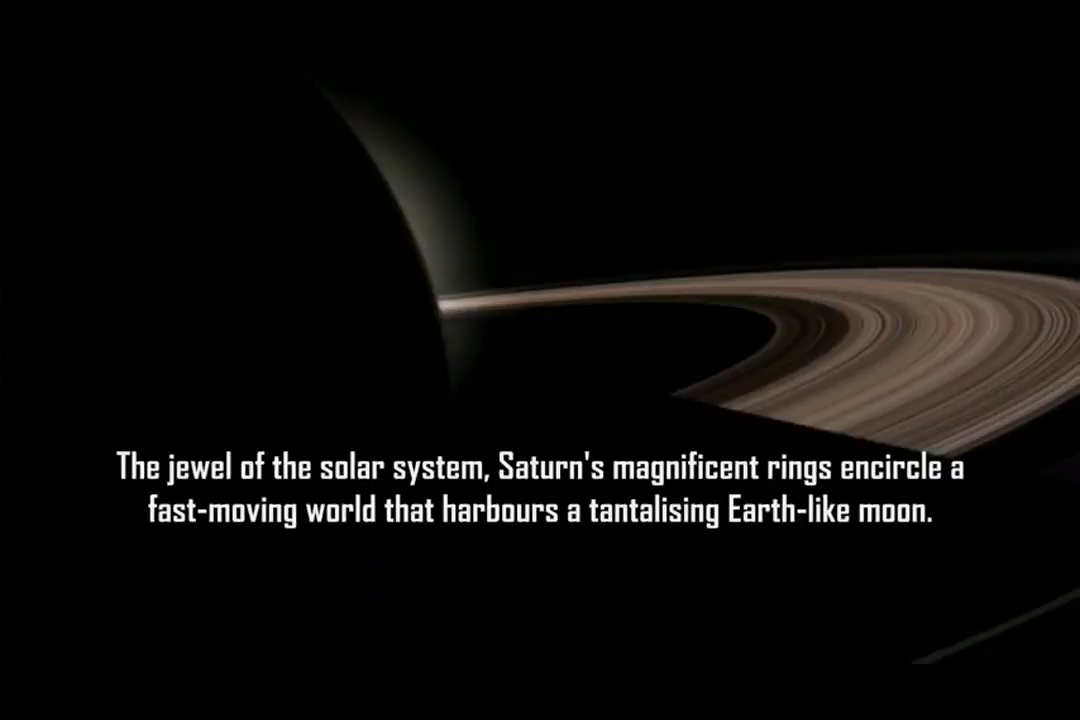 The jewel of the solar system, Saturn's magnificent rings encircle a
fast-moving world that harbours a tantalising Earth-like moon.